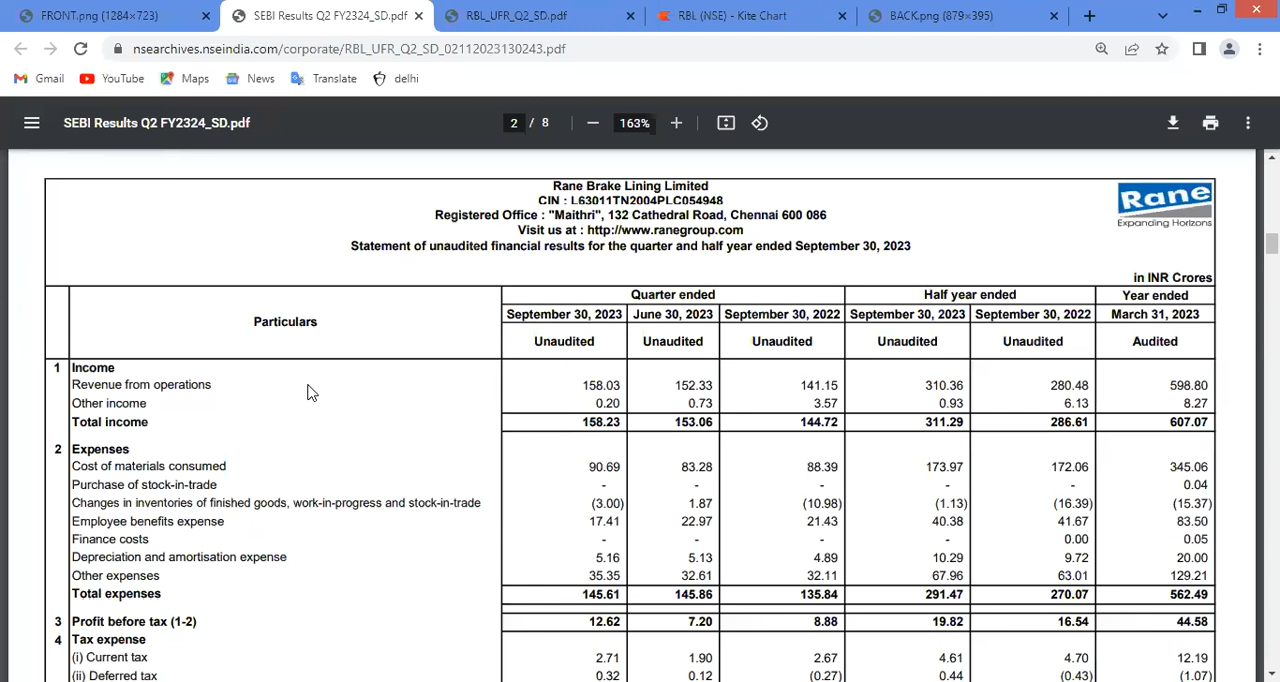 FRONT.png (1284×723)
SEBI Results Q2 FY2324_SD.pdf
RBL_UFR_Q2_SD.pdf
RBL (NSE) - Kite Chart
BACK.png (879×395)
nsearchives.nseindia.com/corporate/RBL_UFR_Q2_SD_02112023130243.pdf
Gmail YouTube Maps News Translate delhi
SEBI Results Q2 FY2324_SD.pdf 2 / 8 163%
Rane Brake Lining Limited
CIN : L63011TN2004PLC054948
Registered Office : "Maithri", 132 Cathedral Road, Chennai 600 086
Visit us at : http://www.ranegroup.com
Statement of unaudited financial results for the quarter and half year ended September 30, 2023
Rane
Expanding Horizons
in INR Crores
Particulars Quarter ended Half year ended Year ended
September 30, 2023 June 30, 2023 September 30, 2022 September 30, 2023 September 30, 2022 March 31, 2023
Unaudited Unaudited Unaudited Unaudited Unaudited Audited
1 Income
Revenue from operations 158.03 152.33 141.15 310.36 280.48 598.80
Other income 0.20 0.73 3.57 0.93 6.13 8.27
Total income 158.23 153.06 144.72 311.29 286.61 607.07
2 Expenses
Cost of materials consumed 90.69 83.28 88.39 173.97 172.06 345.06
Purchase of stock-in-trade - - - - - 0.04
Changes in inventories of finished goods, work-in-progress and stock-in-trade (3.00) 1.87 (10.98) (1.13) (16.39) (15.37)
Employee benefits expense 17.41 22.97 21.43 40.38 41.67 83.50
Finance costs - - - - 0.00 0.05
Depreciation and amortisation expense 5.16 5.13 4.89 10.29 9.72 20.00
Other expenses 35.35 32.61 32.11 67.96 63.01 129.21
Total expenses 145.61 145.86 135.84 291.47 270.07 562.49
3 Profit before tax (1-2) 12.62 7.20 8.88 19.82 16.54 44.58
4 Tax expense
(i) Current tax 2.71 1.90 2.67 4.61 4.70 12.19
(ii) Deferred tax 0.32 0.12 (0.27) 0.44 (0.43) (1.07)